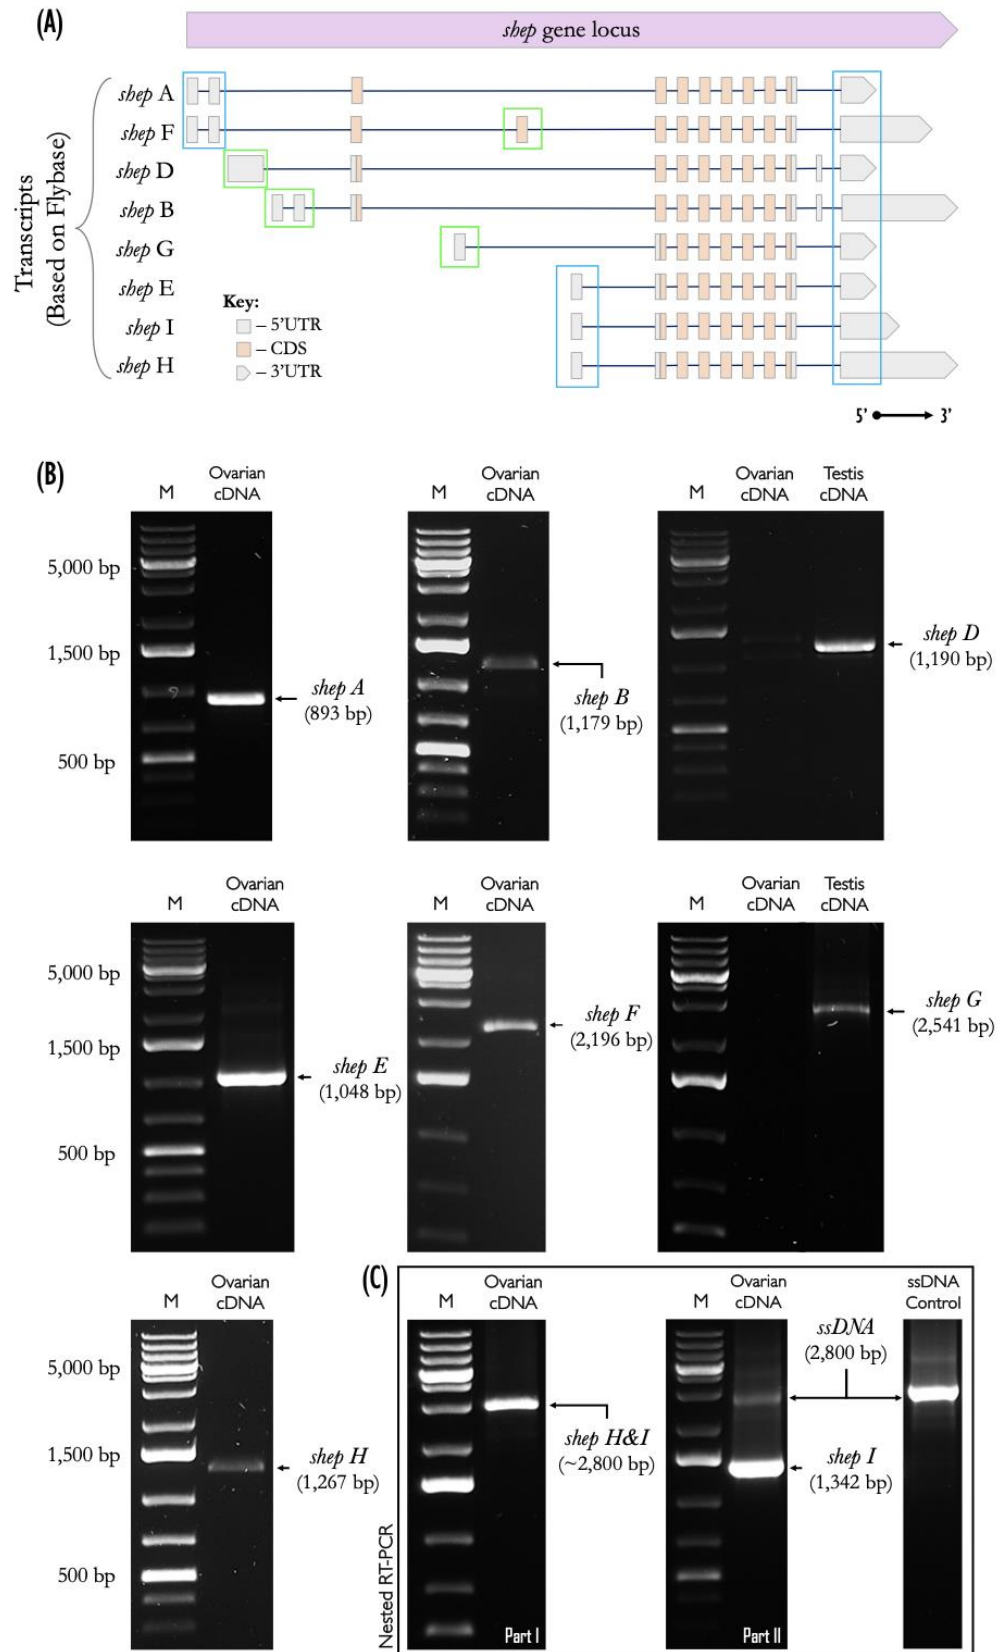 (A)
shep gene locus
Transcripts
(Based on Flybase)
shep A
shep F
shep D
shep B
shep G
shep E
shep I
shep H
Key:
– 5'UTR
– CDS
– 3'UTR
5' 3'
(B)
M
Ovarian
cDNA
5,000 bp
1,500 bp
500 bp
shep A
(893 bp)
M
Ovarian
cDNA
shep B
(1,179 bp)
M
Ovarian
cDNA
Testis
cDNA
shep D
(1,190 bp)
M
Ovarian
cDNA
5,000 bp
1,500 bp
500 bp
shep E
(1,048 bp)
M
Ovarian
cDNA
shep F
(2,196 bp)
M
Ovarian
cDNA
Testis
cDNA
shep G
(2,541 bp)
M
Ovarian
cDNA
5,000 bp
1,500 bp
500 bp
shep H
(1,267 bp)
(C)
Nested RT-PCR
M
Ovarian
cDNA
shep H&I
(~2,800 bp)
Part I
M
Ovarian
cDNA
ssDNA
(2,800 bp)
shep I
(1,342 bp)
Part II
ssDNA
Control